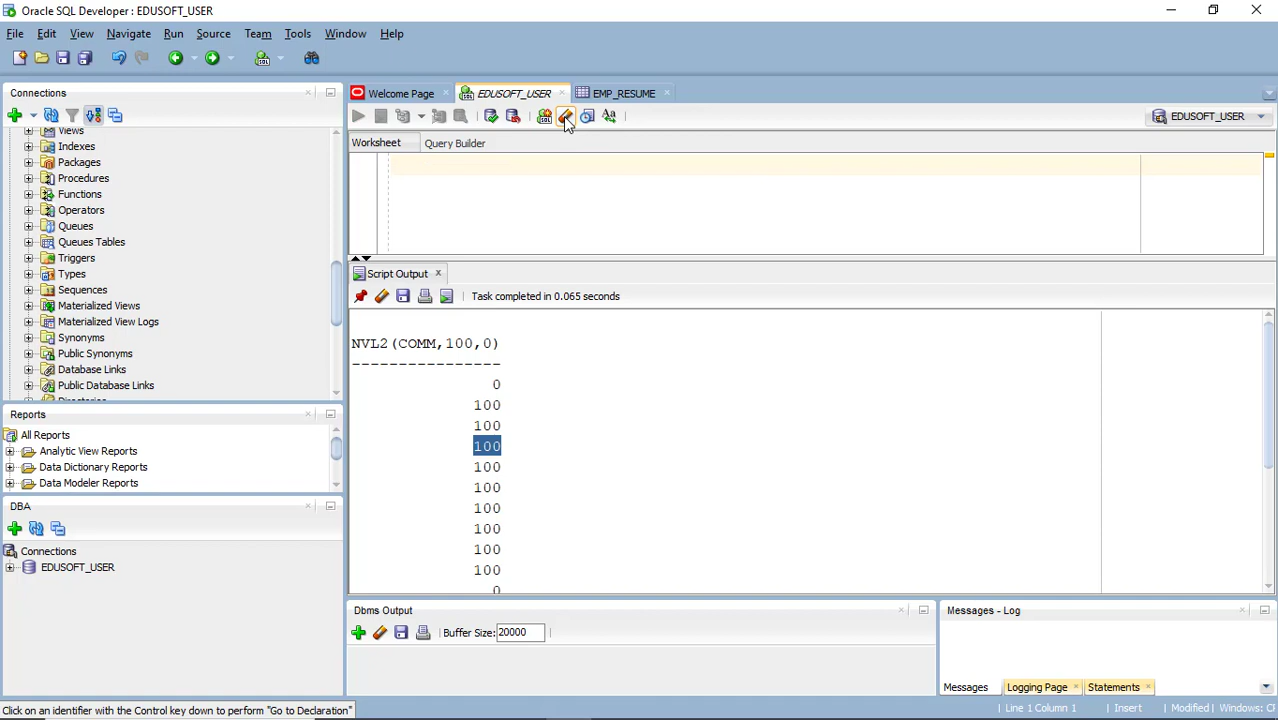 Oracle SQL Developer : EDUSOFT_USER
File Edit View Navigate Run Source Team Tools Window Help
Connections
Welcome Page
EDUSOFT_USER
EMP_RESUME
EDUSOFT_USER
Worksheet
Query Builder
Views
Indexes
Packages
Procedures
Functions
Operators
Queues
Queues Tables
Triggers
Types
Sequences
Materialized Views
Materialized View Logs
Synonyms
Public Synonyms
Database Links
Public Database Links
Script Output
Task completed in 0.065 seconds
NVL2(COMM,100,0)
----------------
0
100
100
100
100
100
100
100
100
100
0
Reports
All Reports
Analytic View Reports
Data Dictionary Reports
Data Modeler Reports
DBA
Connections
EDUSOFT_USER
Dbms Output
Buffer Size: 20000
Messages - Log
Messages
Logging Page
Statements
Click on an identifier with the Control key down to perform "Go to Declaration"
Line 1 Column 1
Insert
Modified
Windows: